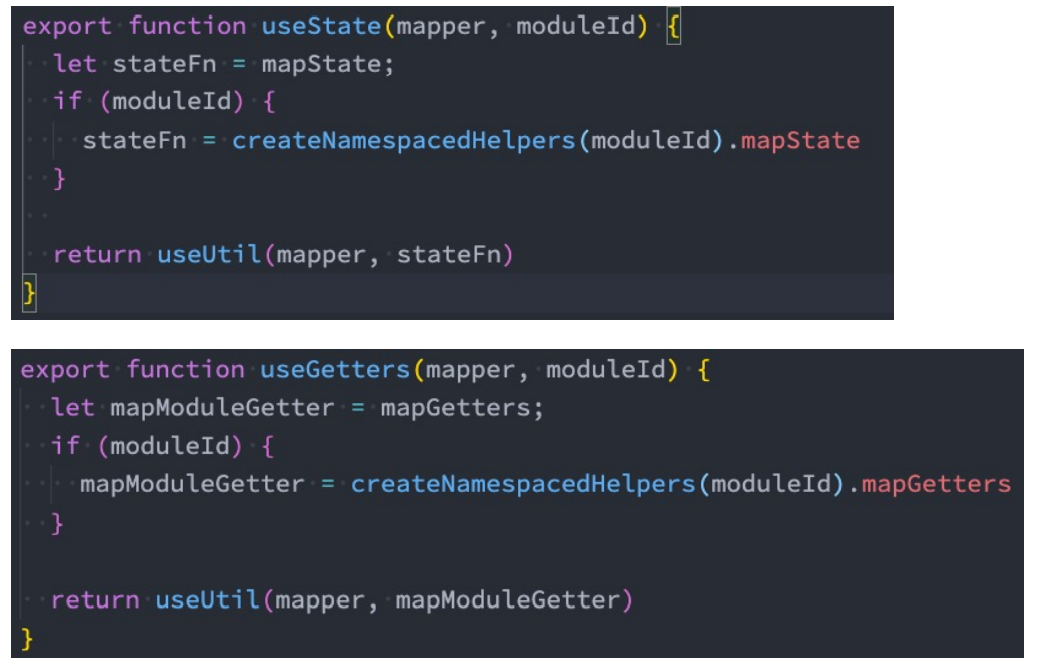 export function useState(mapper, moduleId) {
  let stateFn = mapState;
  if (moduleId) {
    stateFn = createNamespacedHelpers(moduleId).mapState
  }
  return useUtil(mapper, stateFn)
}
export function useGetters(mapper, moduleId) {
  let mapModuleGetter = mapGetters;
  if (moduleId) {
    mapModuleGetter = createNamespacedHelpers(moduleId).mapGetters
  }
  return useUtil(mapper, mapModuleGetter)
}